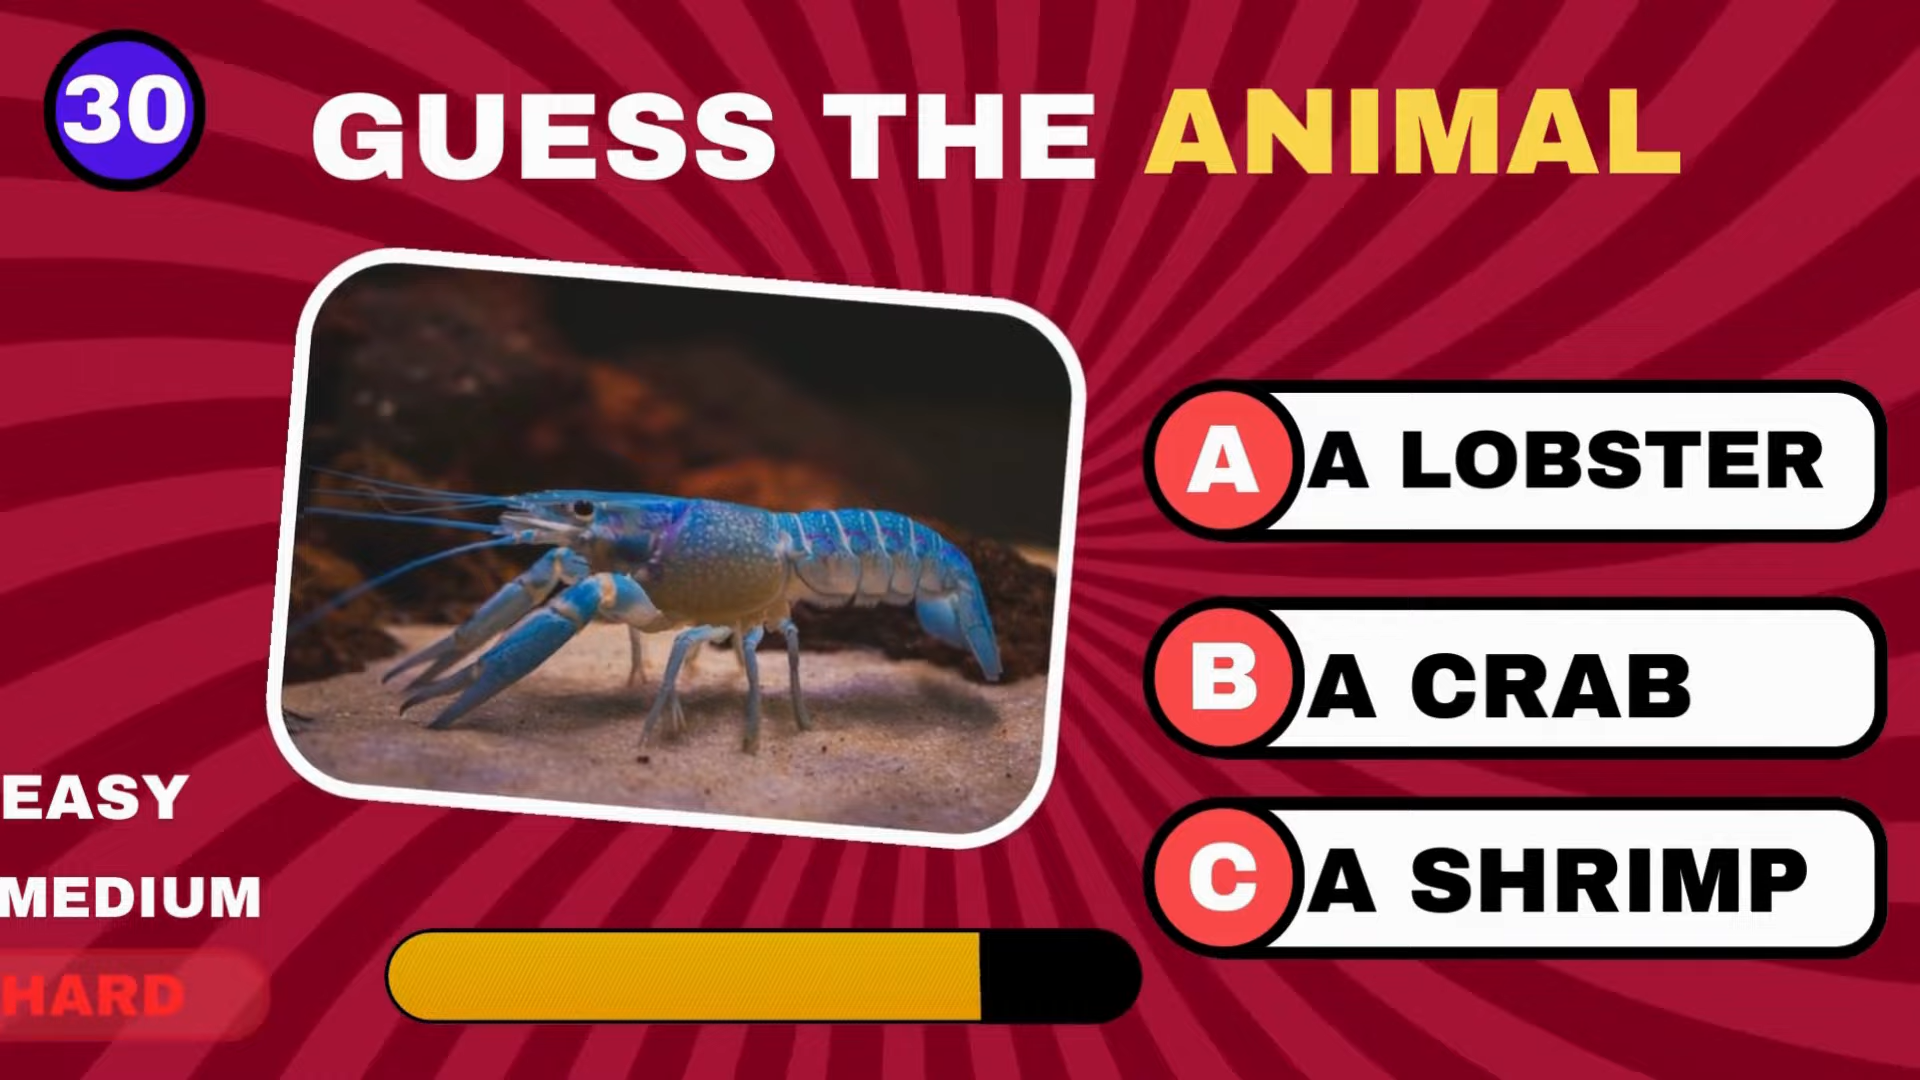 30
GUESS THE ANIMAL
A A LOBSTER
B A CRAB
C A SHRIMP
EASY
MEDIUM
HARD